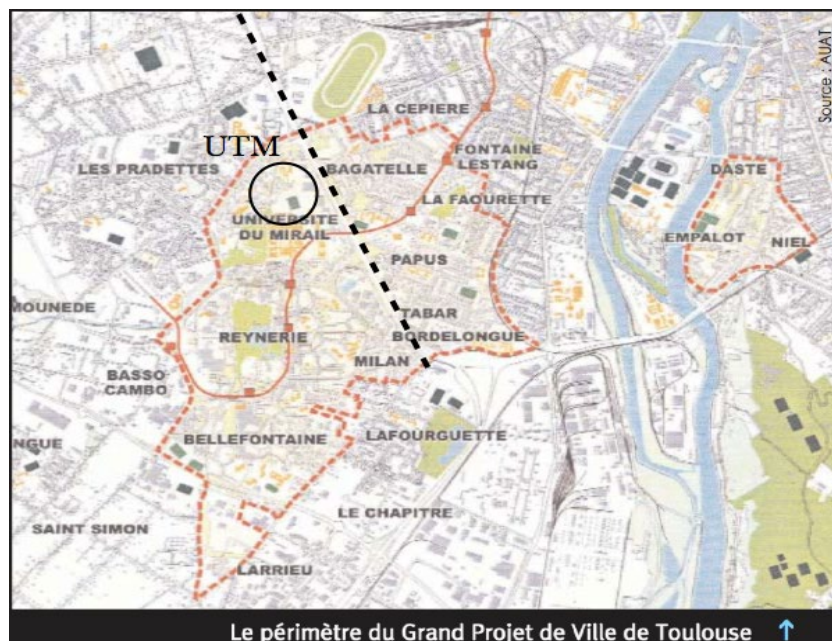 Source : AUAT
LA CEPIERE
UTM
LES PRADETTES
BAGATELLE
FONTAINE
LESTANG
DASTE
LA FAOURETTE
UNIVERSITE
DU MIRAIL
EMPALOT
NIEL
PAPUS
MOUNEDE
TABAR
REYNERIE
BORDELONGUE
MILAN
BASSO
CAMBO
BELLEFONTAINE
LAFOURGUETTE
NGUE
LE CHAPITRE
SAINT SIMON
LARRIEU
Le périmètre du Grand Projet de Ville de Toulouse